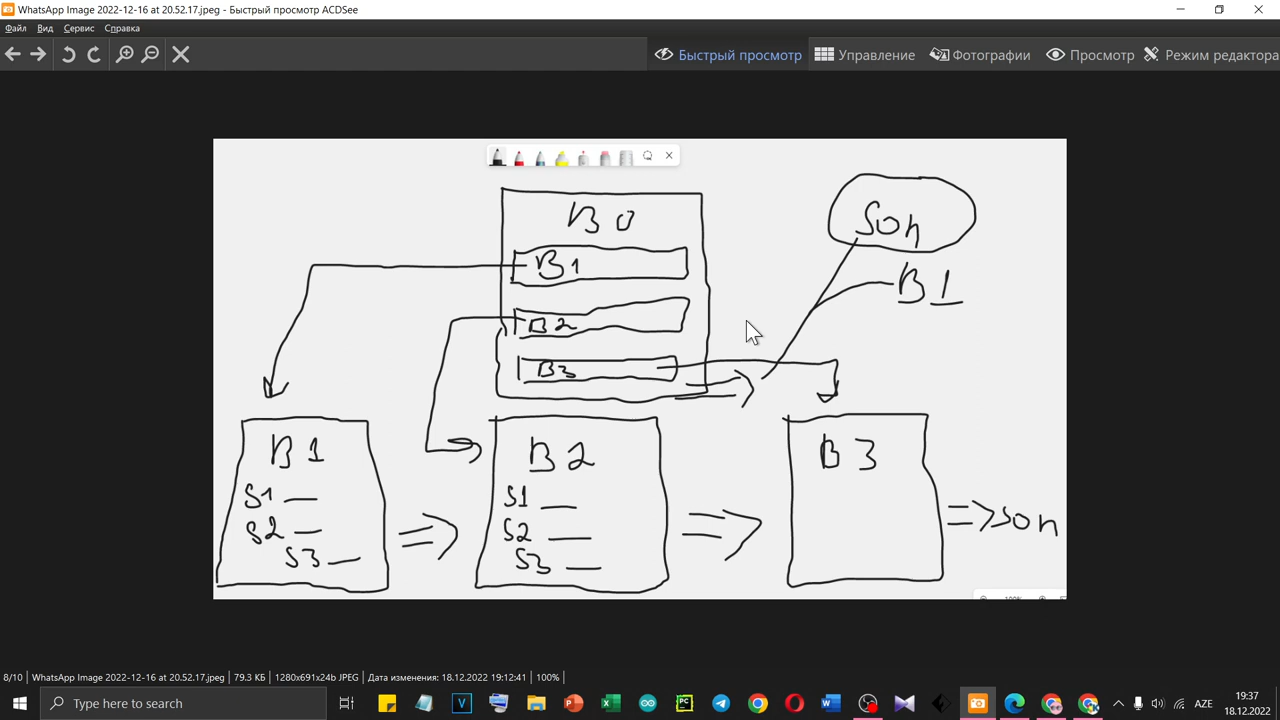 WhatsApp Image 2022-12-16 at 20.52.17.jpeg - Быстрый просмотр ACDSee
Файл Вид Сервис Справка
Быстрый просмотр Управление Фотографии Просмотр Режим редактора
B0
B1
B2
B3
Son
B1
B1
S1
S2
S3
B2
S1
S2
S3
B3
=> son
100%
8/10 WhatsApp Image 2022-12-16 at 20.52.17.jpeg 79.3 КБ 1280x691x24b JPEG Дата изменения: 18.12.2022 19:12:41 100%
Type here to search
AZE
19:37
18.12.2022